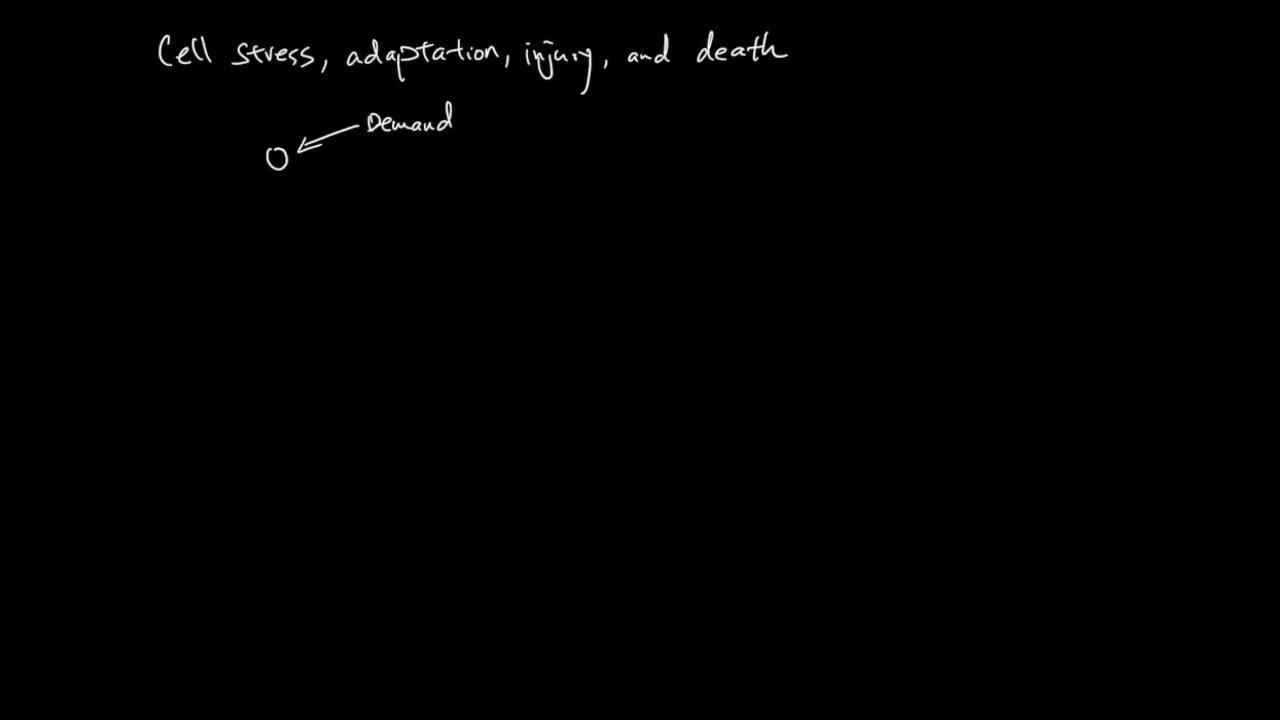 Cell stress, adaptation, injury, and death
Demand